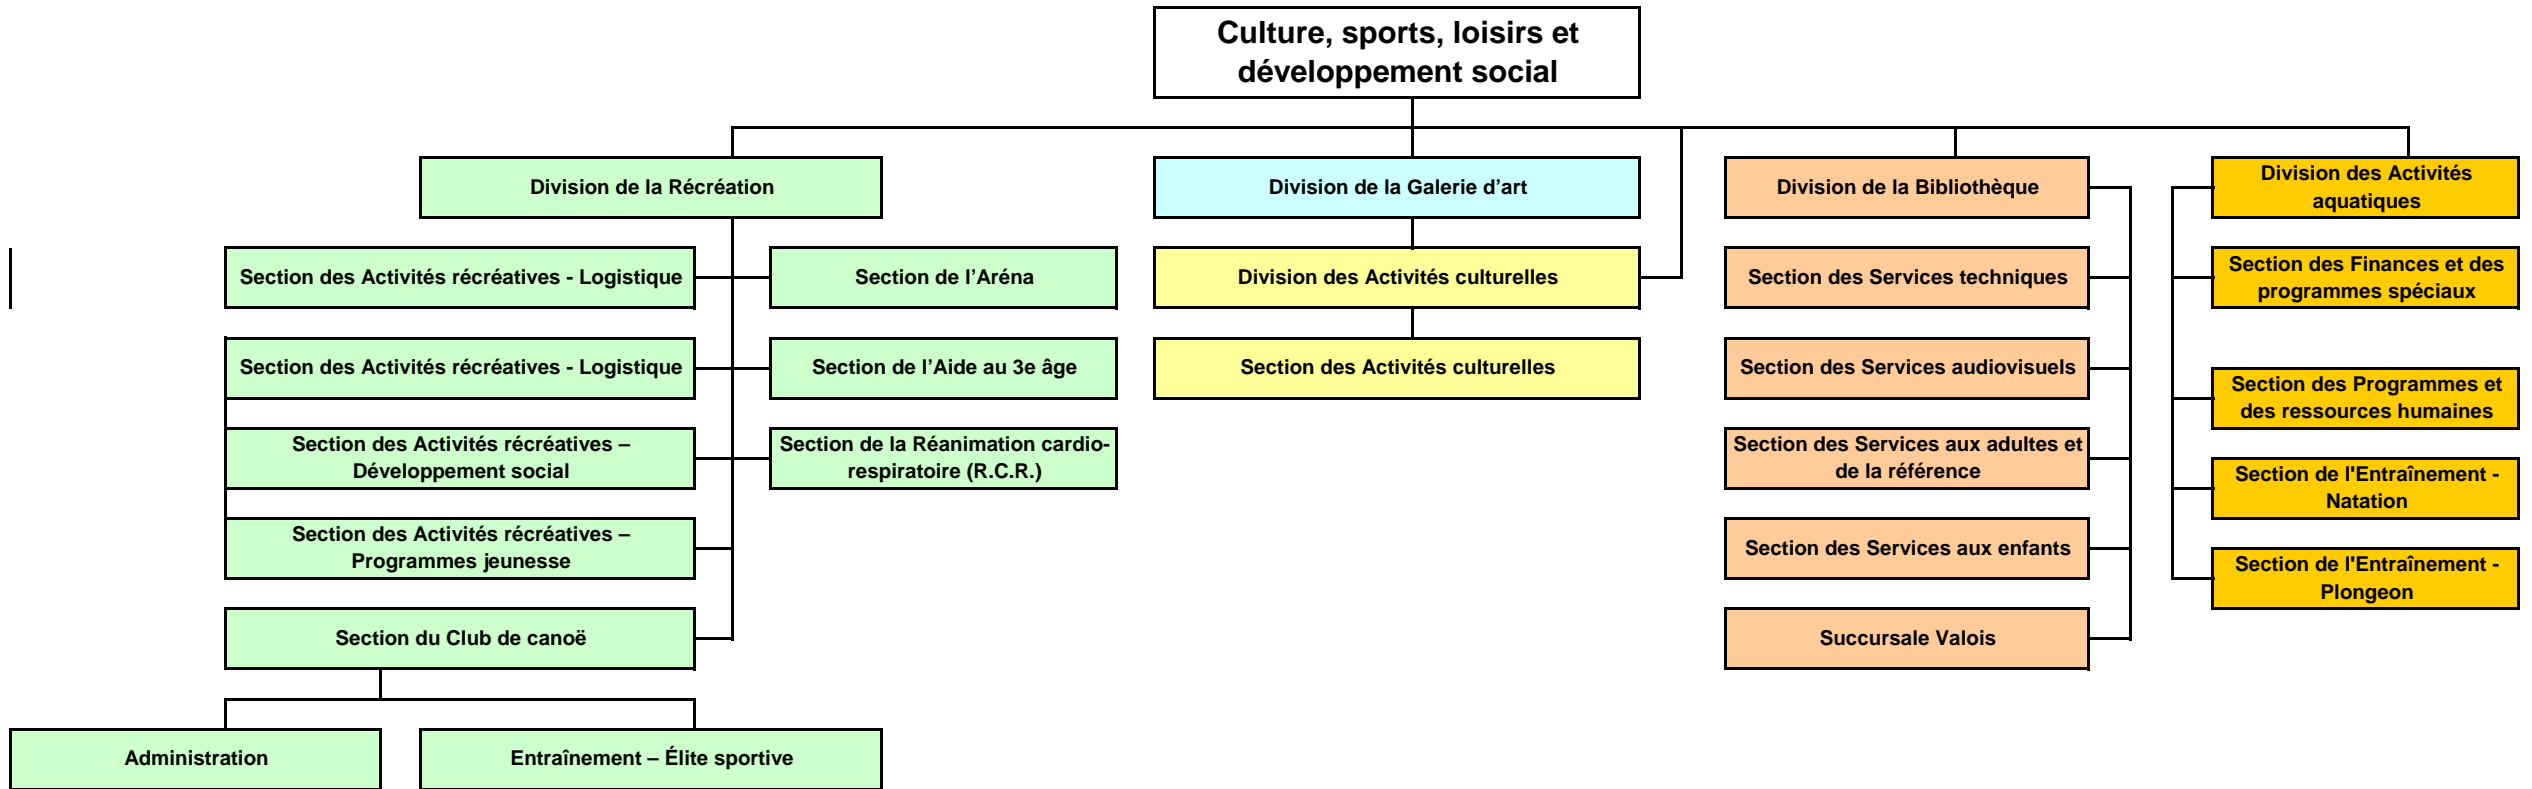 Culture, sports, loisirs et
développement social
Division de la Récréation
Division de la Galerie d’art
Division de la Bibliothèque
Division des Activités
aquatiques
Section des Activités récréatives - Logistique
Section de l’Aréna
Division des Activités culturelles
Section des Services techniques
Section des Finances et des
programmes spéciaux
Section des Activités récréatives - Logistique
Section de l’Aide au 3e âge
Section des Activités culturelles
Section des Services audiovisuels
Section des Programmes et
des ressources humaines
Section des Activités récréatives –
Développement social
Section de la Réanimation cardio-
respiratoire (R.C.R.)
Section des Services aux adultes et
de la référence
Section de l'Entraînement -
Natation
Section des Activités récréatives –
Programmes jeunesse
Section des Services aux enfants
Section de l'Entraînement -
Plongeon
Section du Club de canoë
Succursale Valois
Administration
Entraînement – Élite sportive